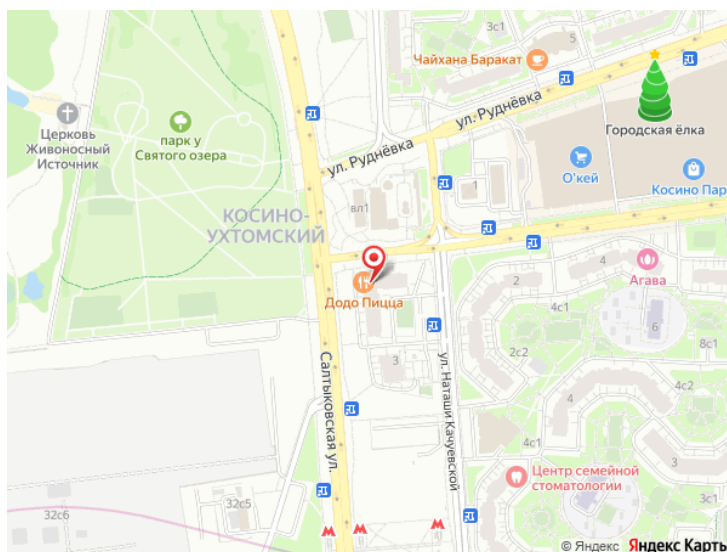 Чайхана Баракат
5
ул. Руднёвка
Городская ёлка
Церковь
Живоносный
Источник
парк у
Святого озера
ул. Руднёвка
О'кей
Косино Пар
1
вл1
КОСИНО-
УХТОМСКИЙ
4
4с1
4
Агава
Додо Пицца
6
8с1
2с2
3
4с2
Салтыковская ул.
ул. Наташи Качуевской
4с1
3
Центр семейной
стоматологии
32с6
32с5
© Яндекс Яндекс Карты